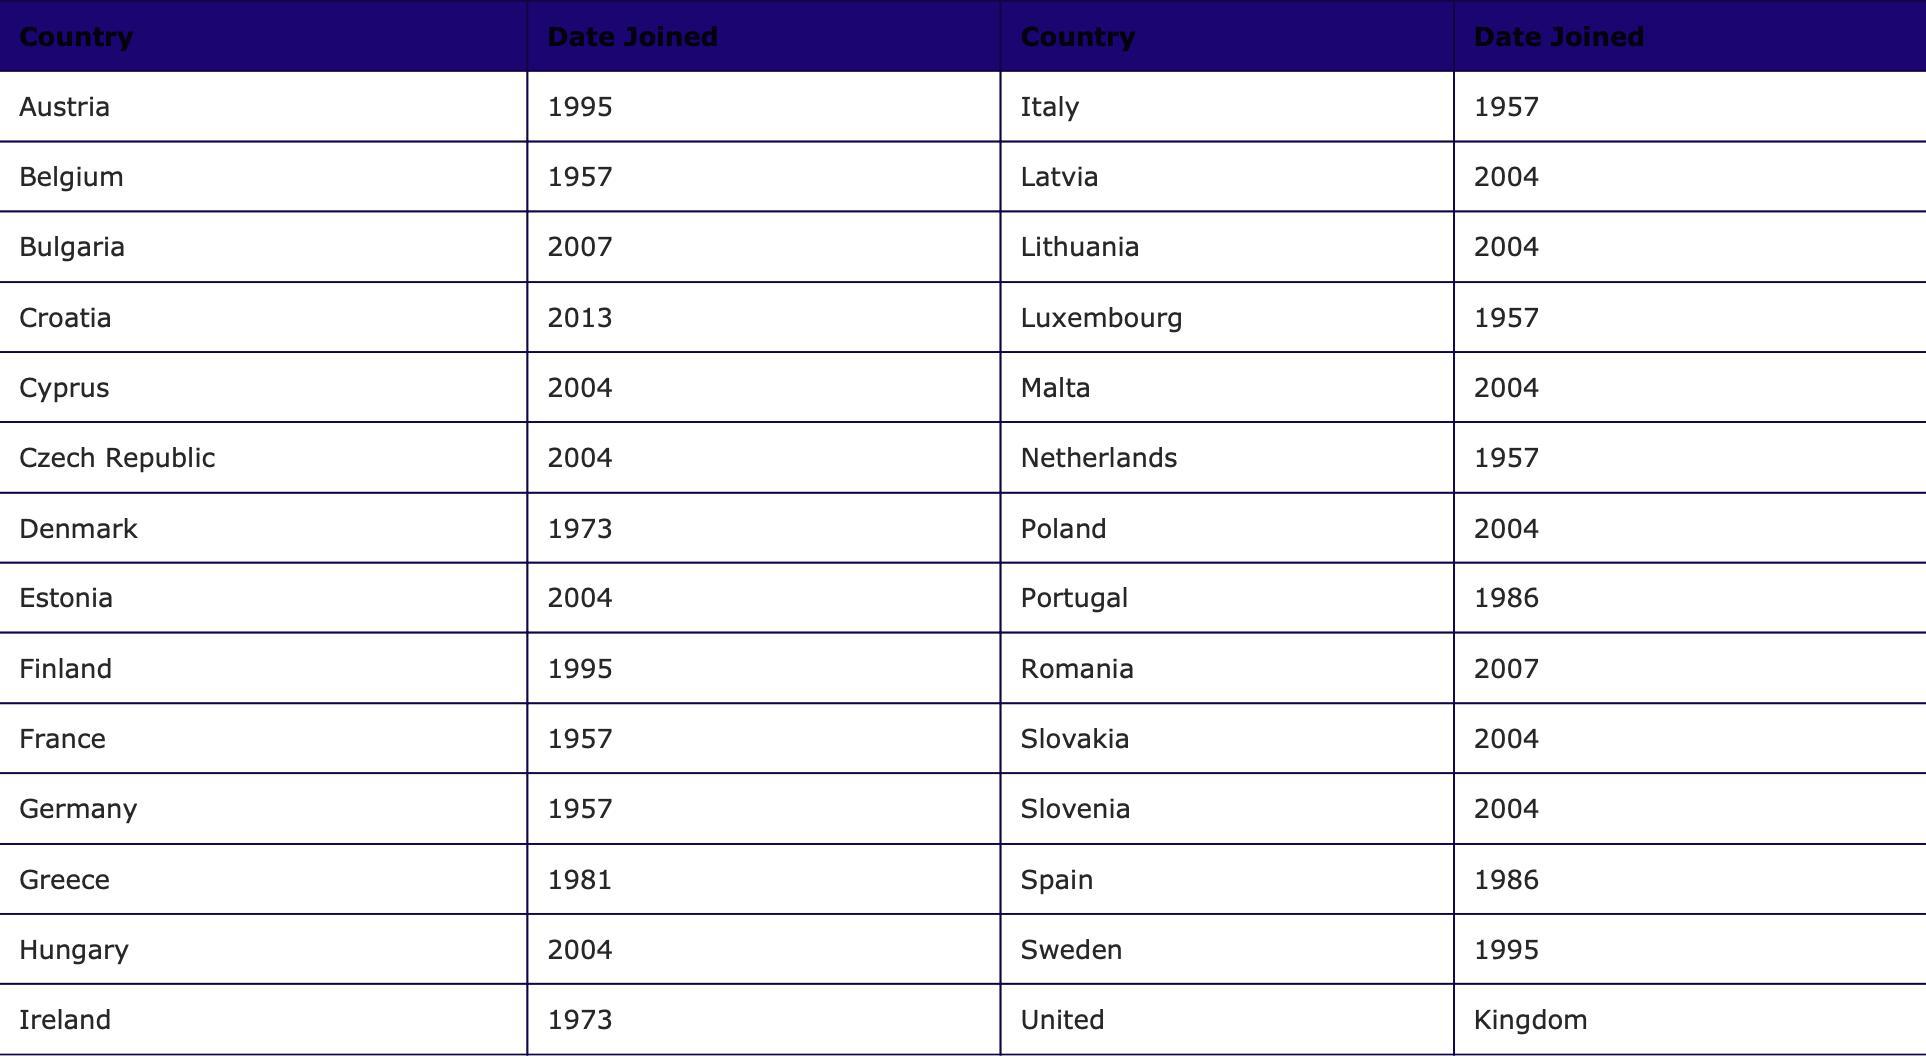 Country Date Joined Country Date Joined
Austria 1995 Italy 1957
Belgium 1957 Latvia 2004
Bulgaria 2007 Lithuania 2004
Croatia 2013 Luxembourg 1957
Cyprus 2004 Malta 2004
Czech Republic 2004 Netherlands 1957
Denmark 1973 Poland 2004
Estonia 2004 Portugal 1986
Finland 1995 Romania 2007
France 1957 Slovakia 2004
Germany 1957 Slovenia 2004
Greece 1981 Spain 1986
Hungary 2004 Sweden 1995
Ireland 1973 United Kingdom